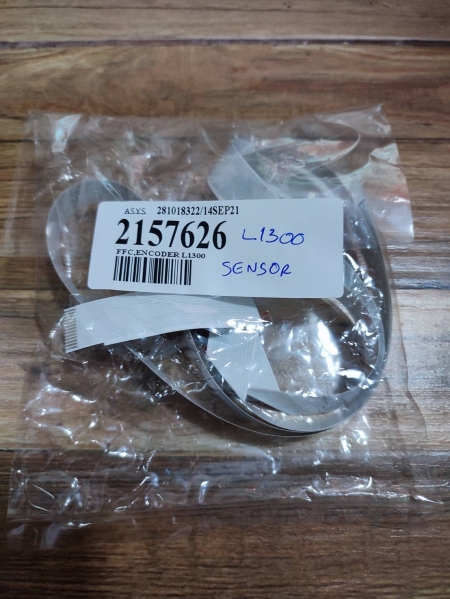 ASYS 281018322/14SEP21
2157626 L1300
FFC,ENCODER L1300
SENSOR